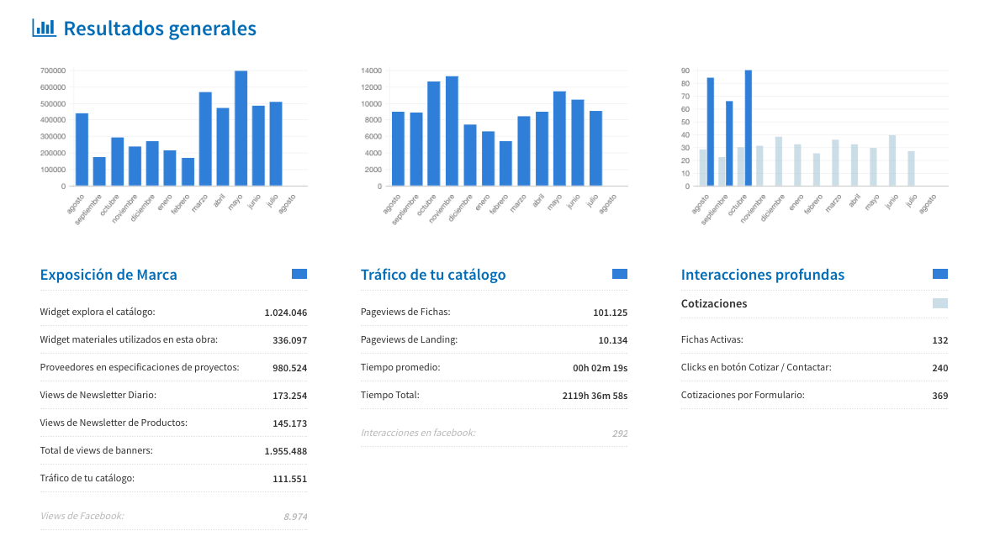 Resultados generales
700000
600000
500000
400000
300000
200000
100000
0
agosto
septiembre
octubre
noviembre
diciembre
enero
febrero
marzo
abril
mayo
junio
julio
agosto
14000
12000
10000
8000
6000
4000
2000
0
agosto
septiembre
octubre
noviembre
diciembre
enero
febrero
marzo
abril
mayo
junio
julio
agosto
90
80
70
60
50
40
30
20
10
0
agosto
septiembre
octubre
noviembre
diciembre
enero
febrero
marzo
abril
mayo
junio
julio
agosto
Exposición de Marca
Widget explora el catálogo: 1.024.046
Widget materiales utilizados en esta obra: 336.097
Proveedores en especificaciones de proyectos: 980.524
Views de Newsletter Diario: 173.254
Views de Newsletter de Productos: 145.173
Total de views de banners: 1.955.488
Tráfico de tu catálogo: 111.551
Views de Facebook: 8.974
Tráfico de tu catálogo
Pageviews de Fichas: 101.125
Pageviews de Landing: 10.134
Tiempo promedio: 00h 02m 19s
Tiempo Total: 2119h 36m 58s
Interacciones en facebook: 292
Interacciones profundas
Cotizaciones
Fichas Activas: 132
Clicks en botón Cotizar / Contactar: 240
Cotizaciones por Formulario: 369